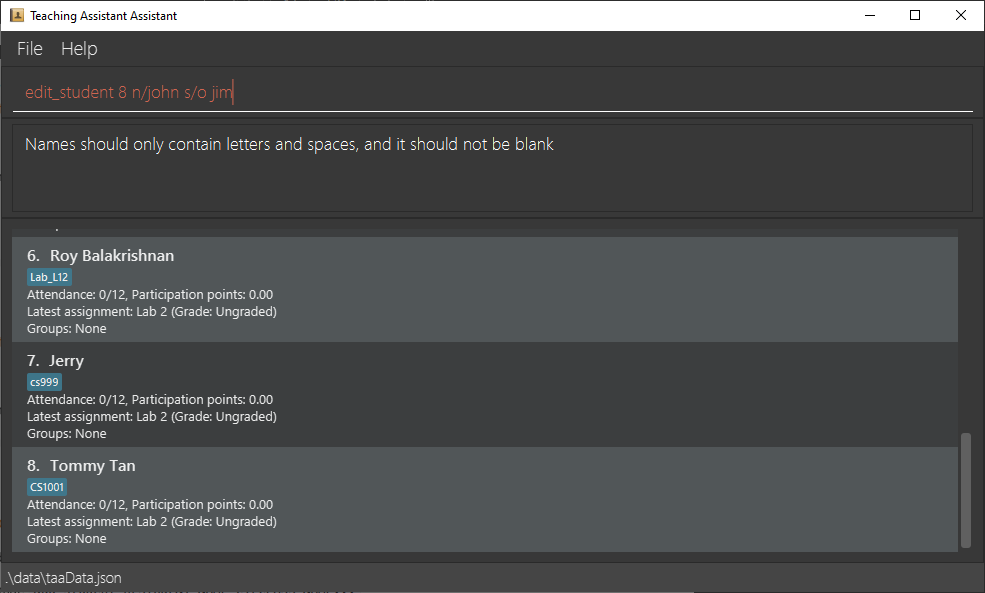 Teaching Assistant Assistant
File Help
edit_student 8 n/john s/o jim
Names should only contain letters and spaces, and it should not be blank
6. Roy Balakrishnan
Lab_L12
Attendance: 0/12, Participation points: 0.00
Latest assignment: Lab 2 (Grade: Ungraded)
Groups: None
7. Jerry
cs999
Attendance: 0/12, Participation points: 0.00
Latest assignment: Lab 2 (Grade: Ungraded)
Groups: None
8. Tommy Tan
CS1001
Attendance: 0/12, Participation points: 0.00
Latest assignment: Lab 2 (Grade: Ungraded)
Groups: None
.\data\taaData.json